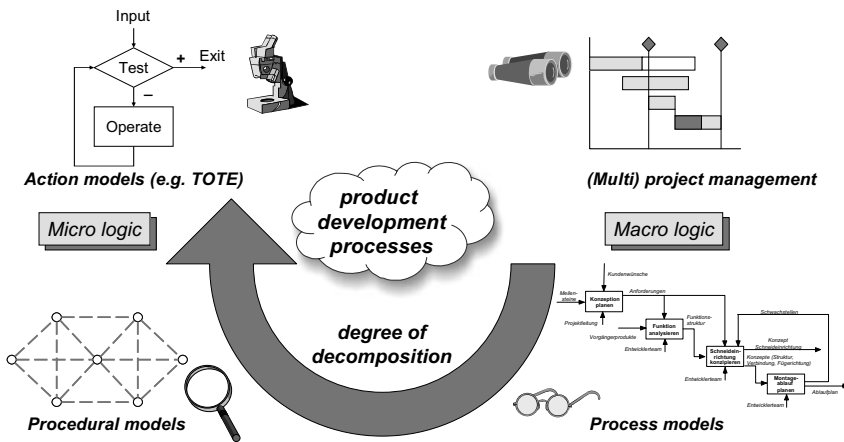 Input
Test
+
Exit
–
Operate
Action models (e.g. TOTE)
(Multi) project management
product
development
processes
Micro logic
Macro logic
degree of
decomposition
Kundenwünsche
Meilen-
steine
Konzeption
planen
Anforderungen
Projektleitung
Vorgängerprodukte
Funktion
analysieren
Funktions-
struktur
Entwicklerteam
Schwachstellen
Schneidein-
richtung
konzipieren
Konzept
Schneideinrichtung
Konzepte (Struktur,
Verbindung, Fügerichtung)
Entwicklerteam
Montage-
ablauf
planen
Ablaufplan
Entwicklerteam
Procedural models
Process models